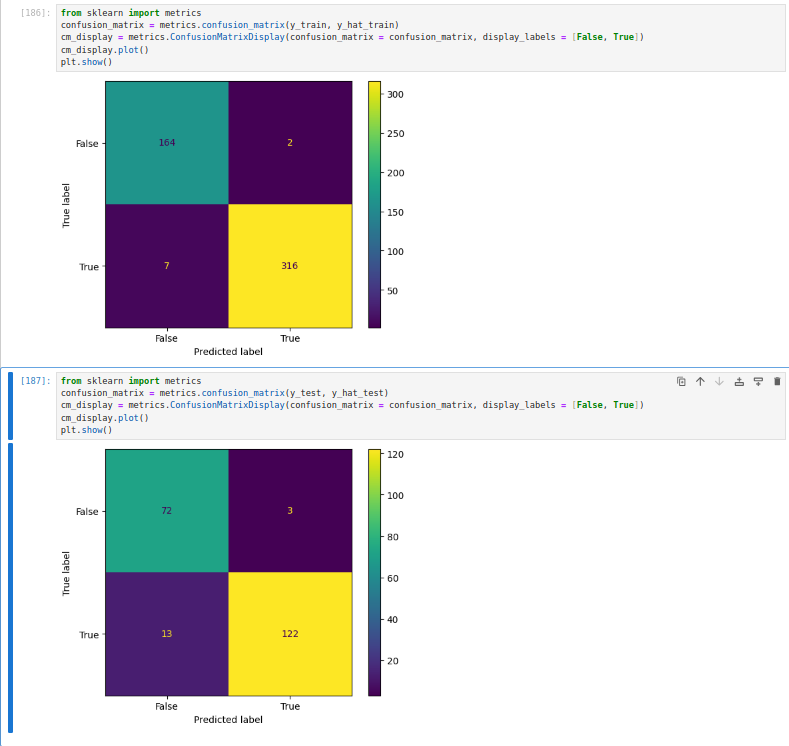 [186]:
from sklearn import metrics
confusion_matrix = metrics.confusion_matrix(y_train, y_hat_train)
cm_display = metrics.ConfusionMatrixDisplay(confusion_matrix = confusion_matrix, display_labels = [False, True])
cm_display.plot()
plt.show()
False
164
2
True
7
316
True label
False
True
Predicted label
300
250
200
150
100
50
[187]:
from sklearn import metrics
confusion_matrix = metrics.confusion_matrix(y_test, y_hat_test)
cm_display = metrics.ConfusionMatrixDisplay(confusion_matrix = confusion_matrix, display_labels = [False, True])
cm_display.plot()
plt.show()
False
72
3
True
13
122
True label
False
True
Predicted label
120
100
80
60
40
20